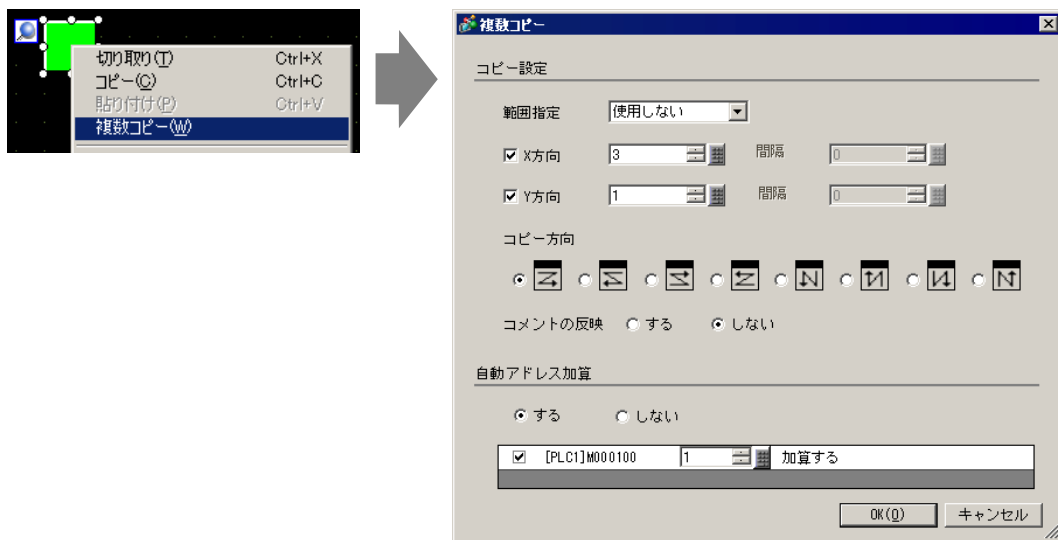 切り取り(T) Ctrl+X
コピー(C) Ctrl+C
貼り付け(P) Ctrl+V
複数コピー(W)
複数コピー
コピー設定
範囲指定 使用しない
X方向 3 間隔 0
Y方向 1 間隔 0
コピー方向
コメントの反映 する しない
自動アドレス加算
する しない
[PLC1]M000100 1 加算する
OK(O) キャンセル